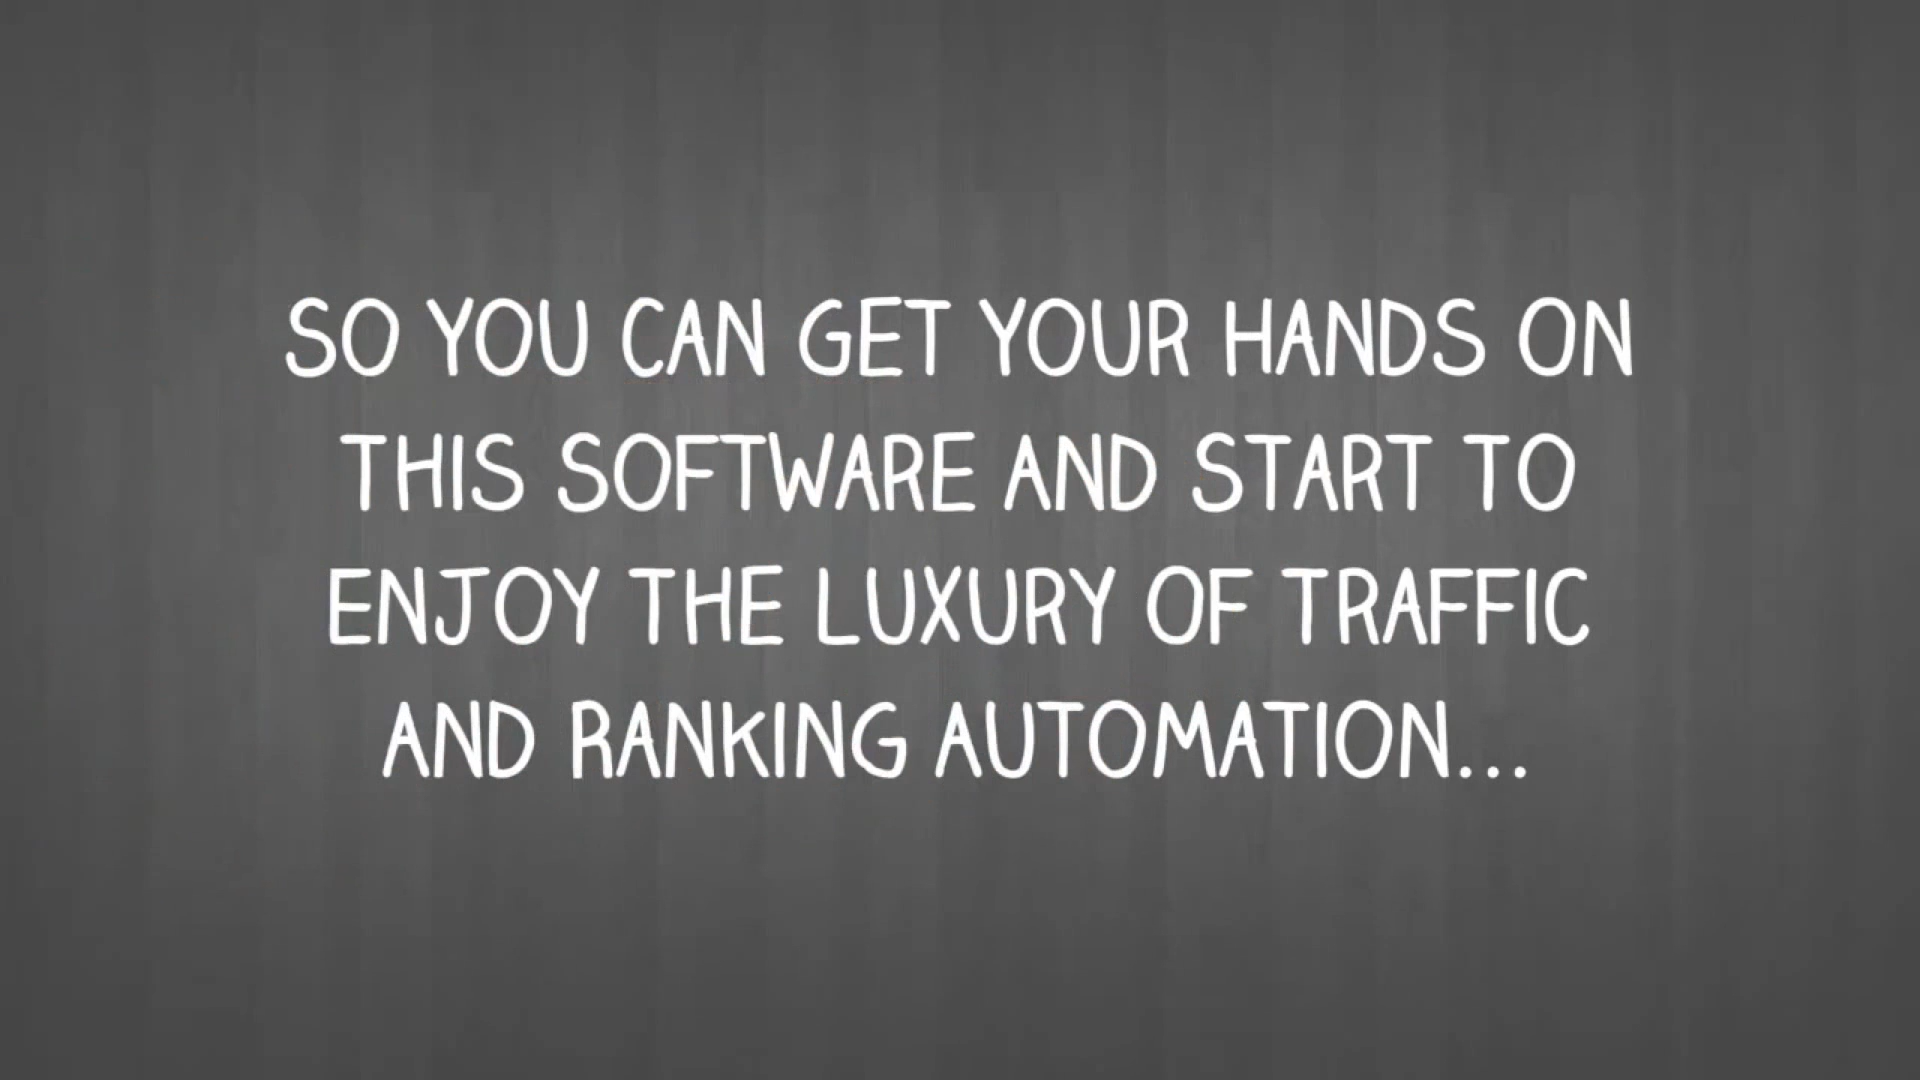 SO YOU CAN GET YOUR HANDS ON
THIS SOFTWARE AND START TO
ENJOY THE LUXURY OF TRAFFIC
AND RANKING AUTOMATION...